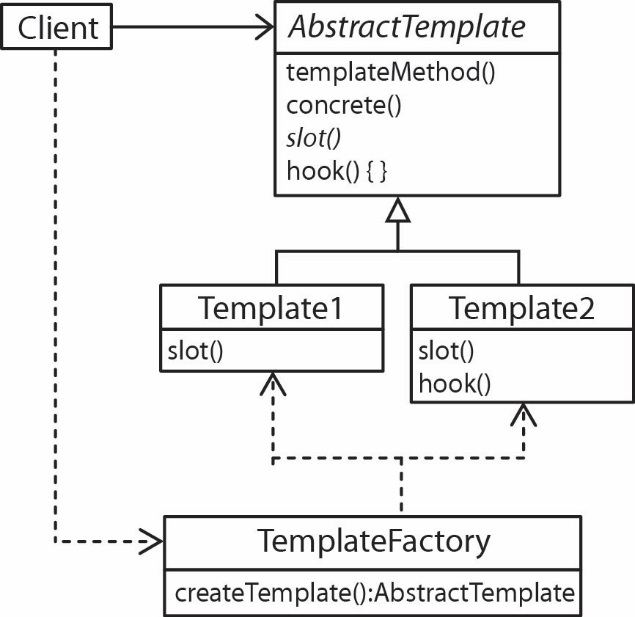 Client
AbstractTemplate
templateMethod()
concrete()
slot()
hook() { }
Template1
slot()
Template2
slot()
hook()
TemplateFactory
createTemplate():AbstractTemplate